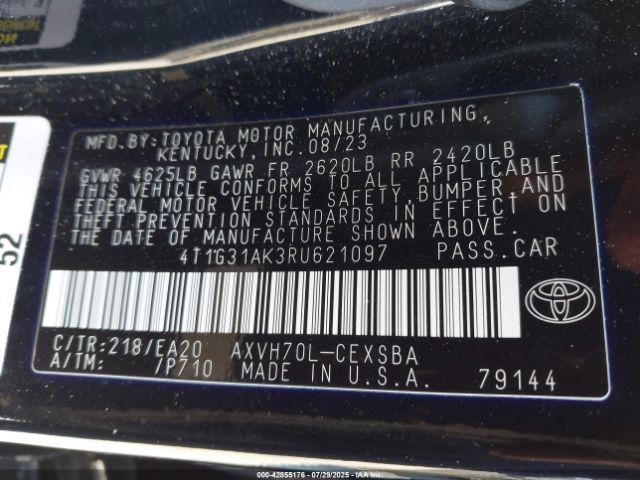 MFD.BY:TOYOTA MOTOR MANUFACTURING,
KENTUCKY, INC.08/23
GVWR 4625LB GAWR FR 2620LB RR 2420LB
THIS VEHICLE CONFORMS TO ALL APPLICABLE
FEDERAL MOTOR VEHICLE SAFETY,BUMPER AND
THEFT PREVENTION STANDARDS IN EFFECT ON
THE DATE OF MANUFACTURE SHOWN ABOVE.
4T1G31AK3RU621097 PASS.CAR
C/TR:218/EA20 AXVH70L-CEXSBA
A/TM: /P710 MADE IN U.S.A. 79144
52
000-42855176 - 07/29/2025 - IAAI.COM